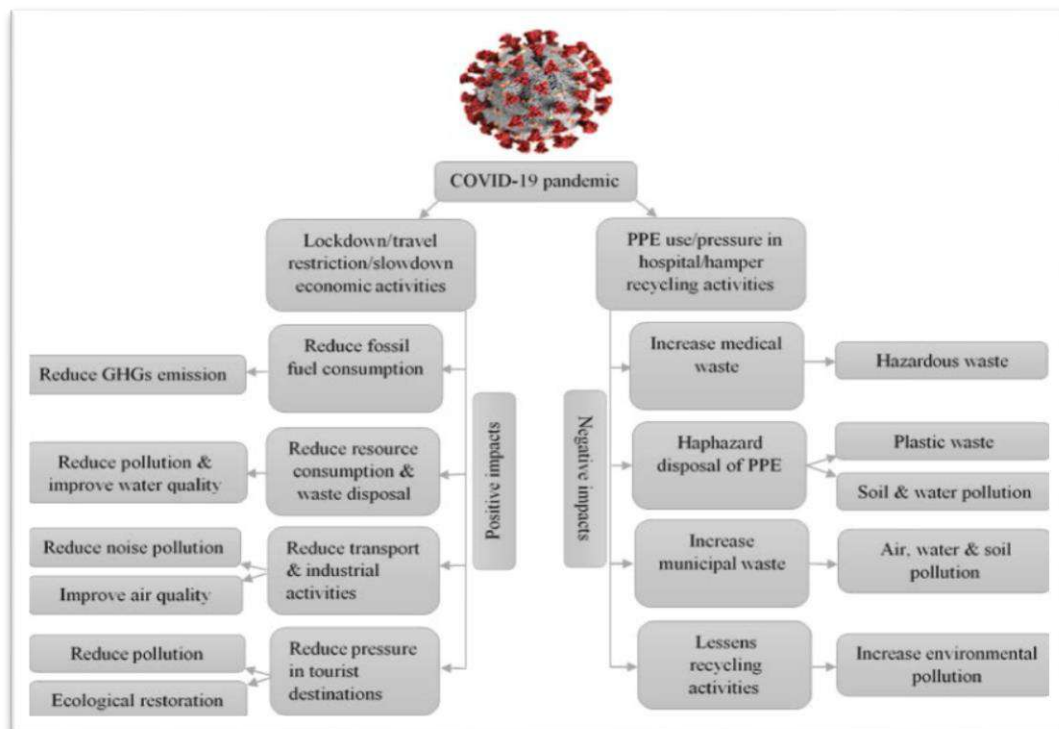 COVID-19 pandemic
Lockdown/travel
restriction/slowdown
economic activities
PPE use/pressure in
hospital/hamper
recycling activities
Positive impacts
Reduce fossil
fuel consumption
Reduce GHGs emission
Reduce resource
consumption &
waste disposal
Reduce pollution &
improve water quality
Reduce transport
& industrial
activities
Reduce noise pollution
Improve air quality
Reduce pressure
in tourist
destinations
Reduce pollution
Ecological restoration
Negative impacts
Increase medical
waste
Hazardous waste
Haphazard
disposal of PPE
Plastic waste
Soil & water pollution
Increase
municipal waste
Air, water & soil
pollution
Lessens
recycling
activities
Increase environmental
pollution